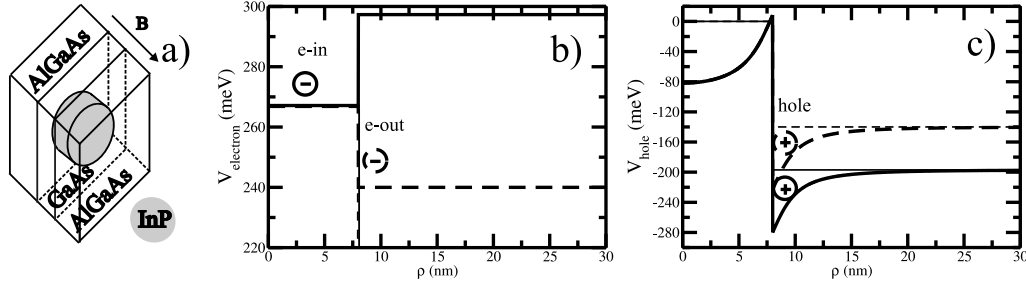 AlGaAs
B
a)
GaAs
AlGaAs
InP
300
280
260
240
220
V_electron (meV)
e-in
−
e-out
−
b)
0 5 10 15 20 25 30
ρ (nm)
0
-40
-80
-120
-160
-200
-240
-280
V_hole (meV)
hole
+
+
c)
0 5 10 15 20 25 30
ρ (nm)